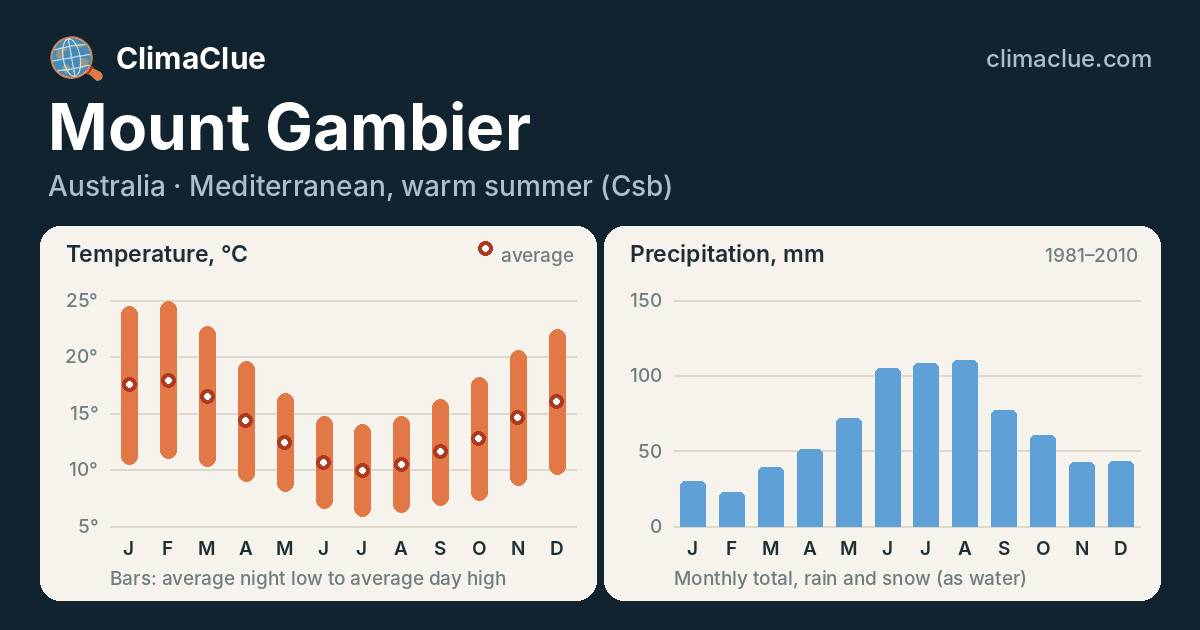 ClimaClue
climaclue.com
Mount Gambier
Australia · Mediterranean, warm summer (Csb)
Temperature, °C
average
25°
20°
15°
10°
5°
J F M A M J J A S O N D
Bars: average night low to average day high
Precipitation, mm
1981–2010
150
100
50
0
J F M A M J J A S O N D
Monthly total, rain and snow (as water)